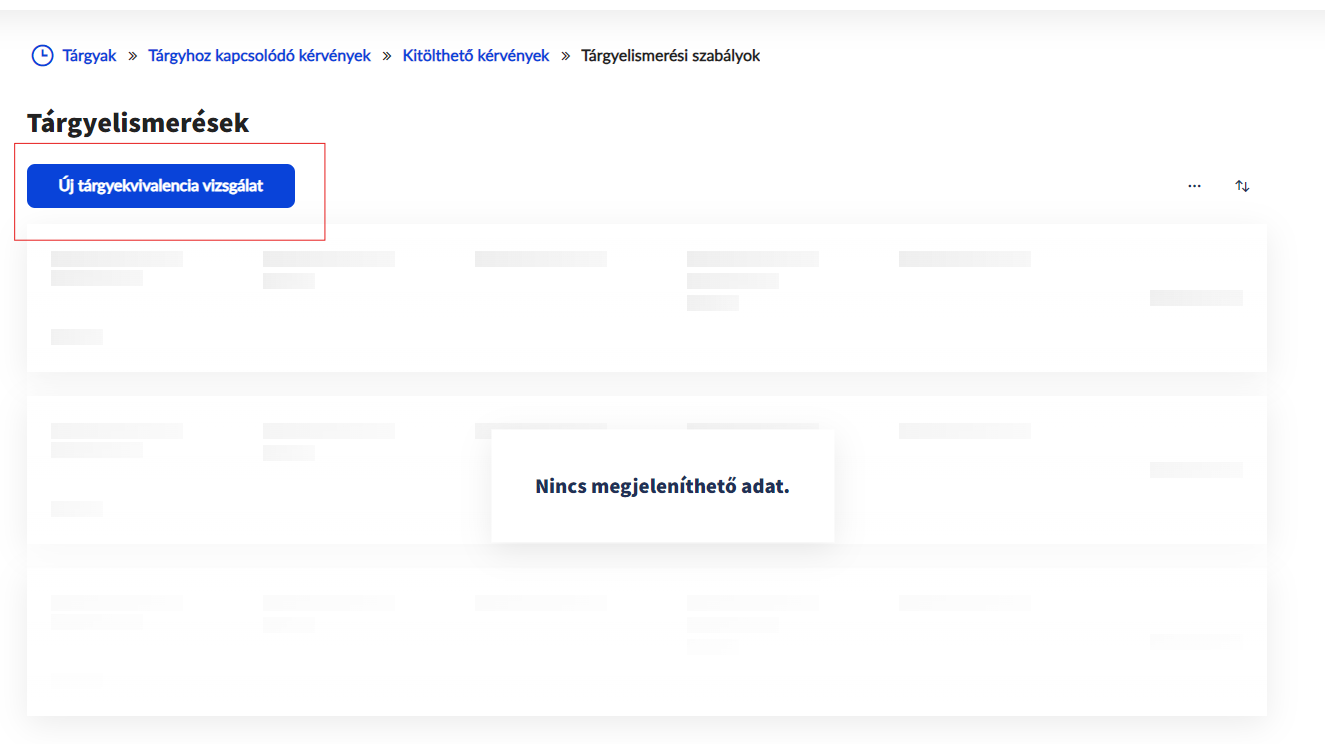 Tárgyak » Tárgyhoz kapcsolódó kérvények » Kitölthető kérvények » Tárgyelismerési szabályok
Tárgyelismerések
Új tárgyekvivalencia vizsgálat
Nincs megjeleníthető adat.